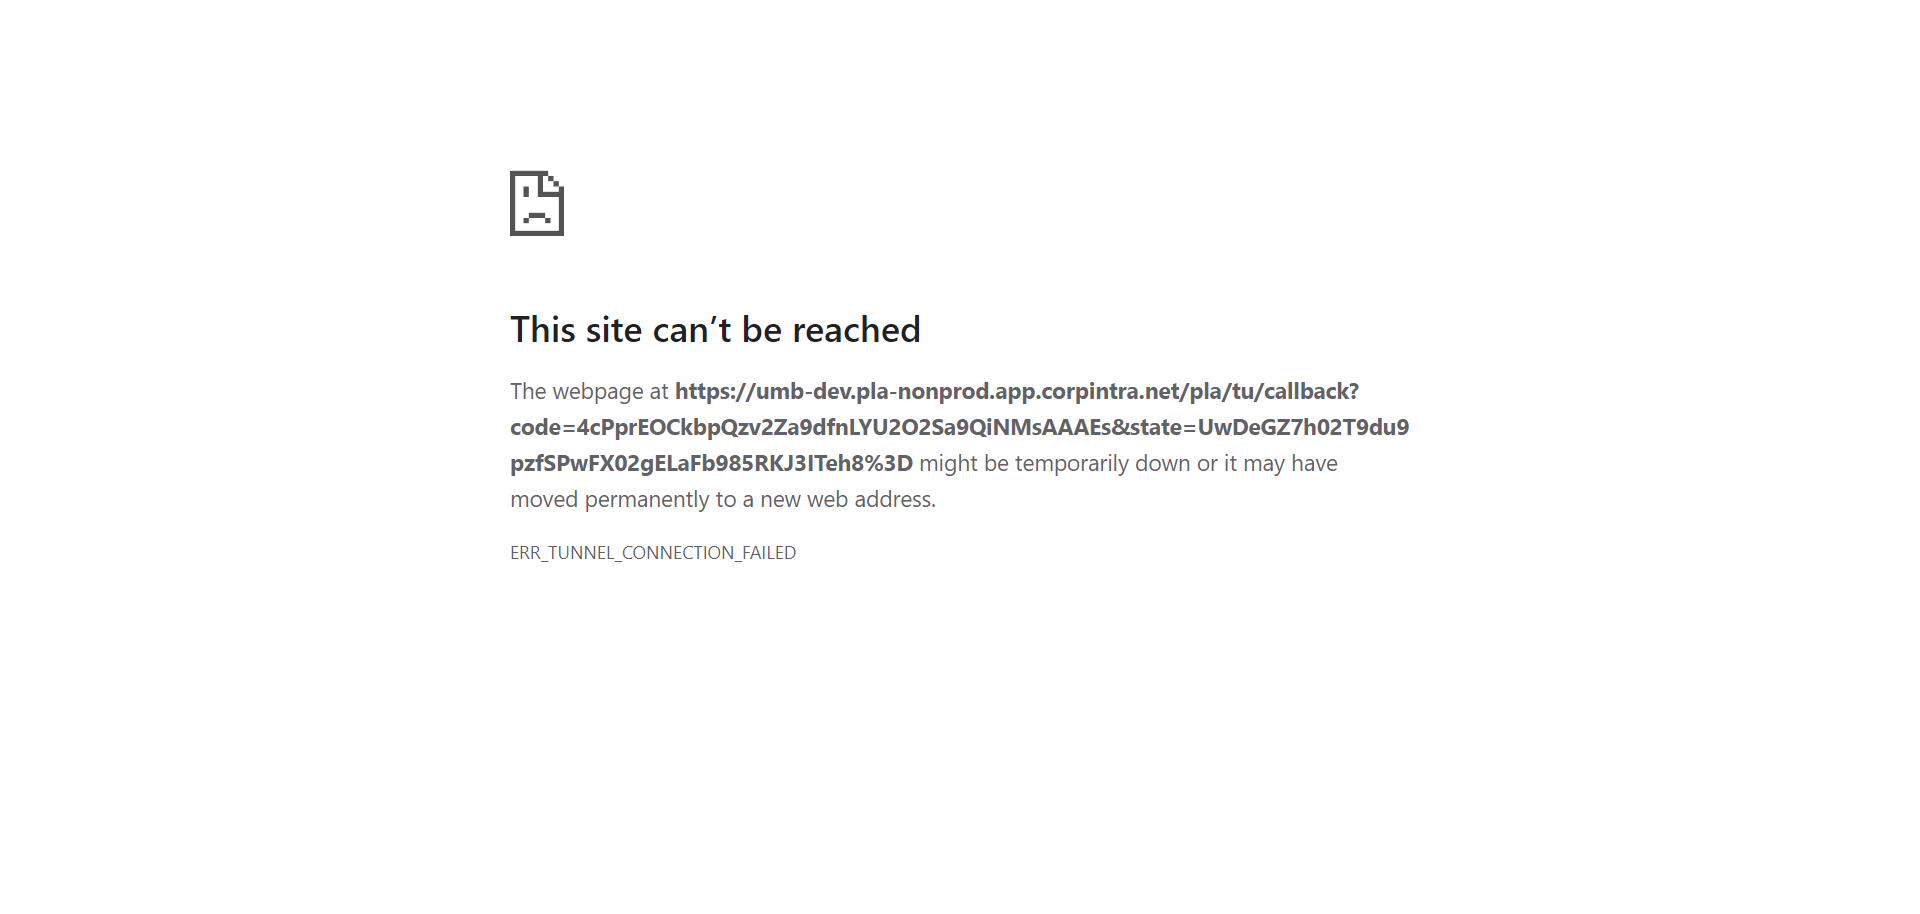 This site can’t be reached
The webpage at https://umb-dev.pla-nonprod.app.corpintra.net/pla/tu/callback?
code=4cPprEOCkbpQzv2Za9dfnLYU2O2Sa9QiNMsAAAEs&state=UwDeGZ7h02T9du9
pzfSPwFX02gELaFb985RKJ3ITeh8%3D might be temporarily down or it may have
moved permanently to a new web address.
ERR_TUNNEL_CONNECTION_FAILED